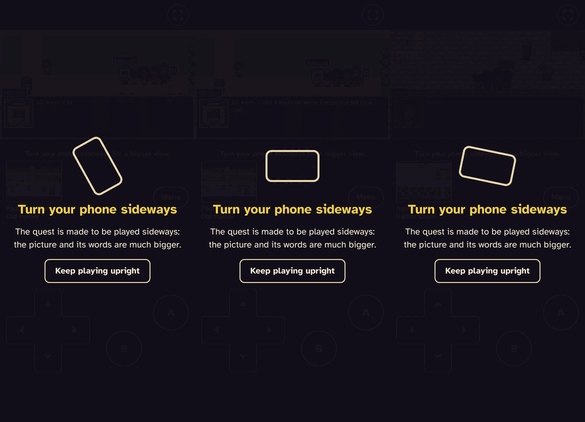 Turn your phone sideways
The quest is made to be played sideways:
the picture and its words are much bigger.
Keep playing upright
Turn your phone sideways
The quest is made to be played sideways:
the picture and its words are much bigger.
Keep playing upright
Turn your phone sideways
The quest is made to be played sideways:
the picture and its words are much bigger.
Keep playing upright